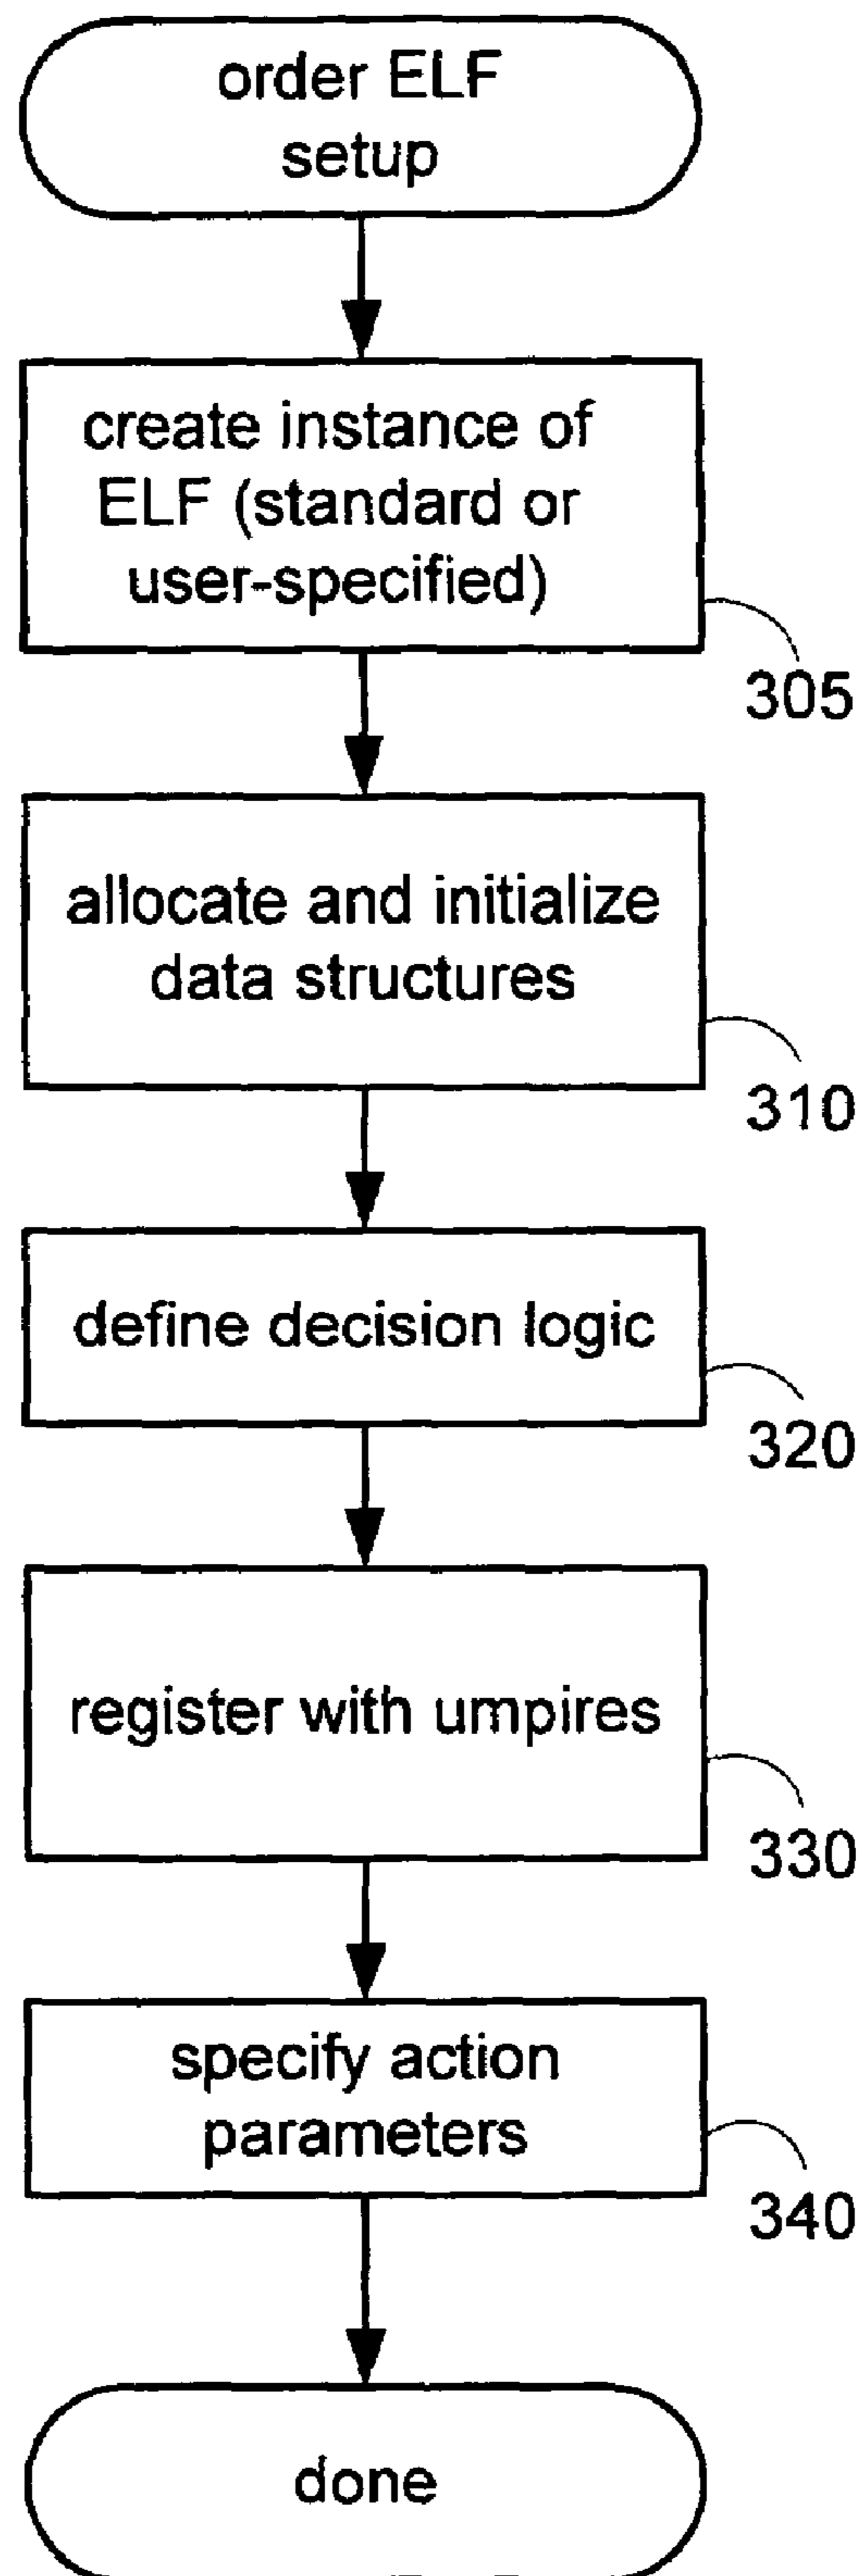 order ELF
setup
create instance of
ELF (standard or
user-specified)
305
allocate and initialize
data structures
310
define decision logic
320
register with umpires
330
specify action
parameters
340
done